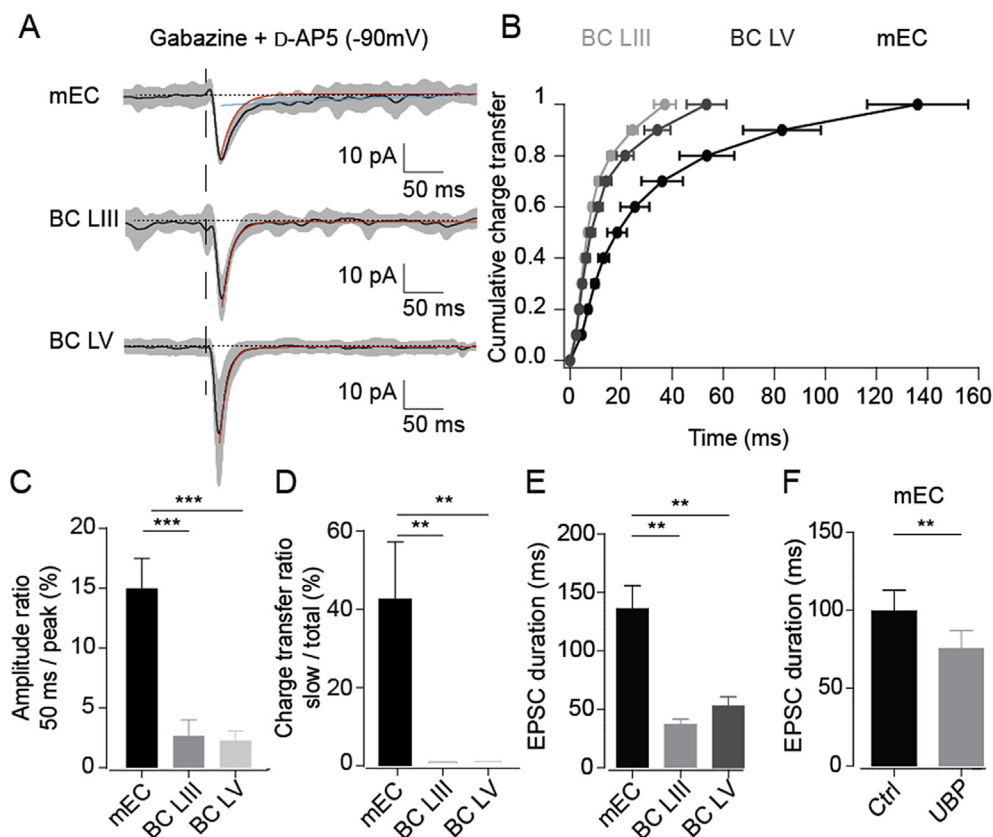 A
Gabazine + D-AP5 (-90mV)
mEC
10 pA
50 ms
BC LIII
10 pA
50 ms
BC LV
10 pA
50 ms
B
BC LIII BC LV mEC
Cumulative charge transfer
1
0.8
0.6
0.4
0.2
0.0
0 20 40 60 80 100 120 140 160
Time (ms)
C
*** 
***
Amplitude ratio
50 ms / peak (%)
20
15
10
5
0
mEC BC LIII BC LV
D
**
**
Charge transfer ratio
slow / total (%)
60
40
20
0
mEC BC LIII BC LV
E
**
**
EPSC duration (ms)
200
150
100
50
0
mEC BC LIII BC LV
F
mEC
**
EPSC duration (ms)
150
100
50
0
Ctrl UBP